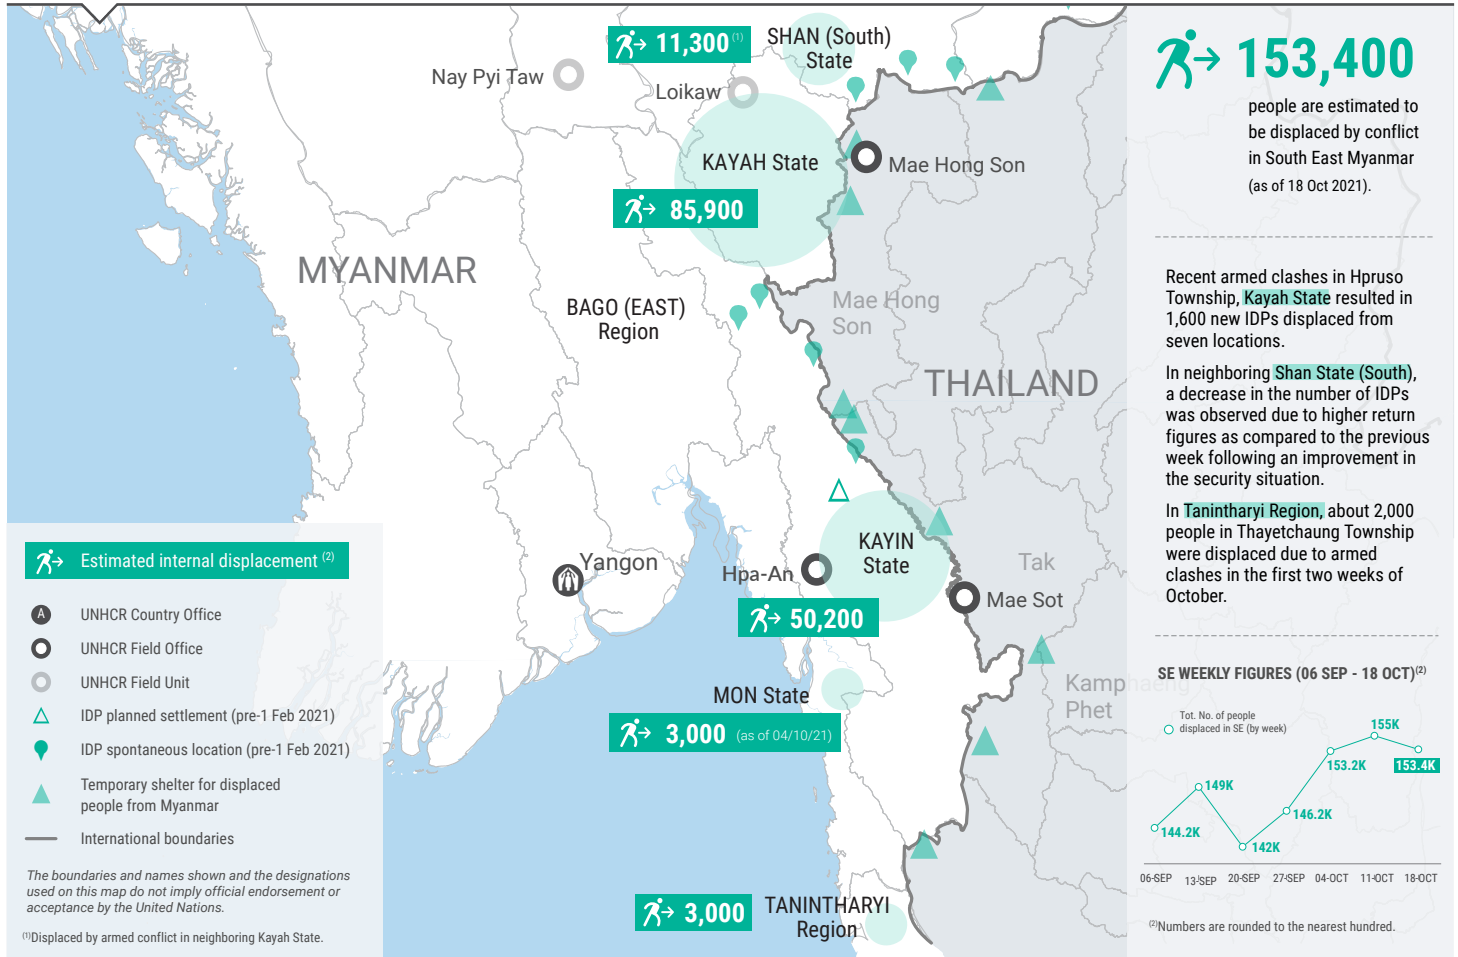 11,300 (1)
SHAN (South)
State
Nay Pyi Taw
Loikaw
KAYAH State
Mae Hong Son
85,900
MYANMAR
BAGO (EAST)
Region
Mae Hong
Son
THAILAND
KAYIN
State
Yangon
Hpa-An
Tak
Mae Sot
50,200
MON State
Kamphaeng
Phet
3,000 (as of 04/10/21)
3,000
TANINTHARYI
Region
Estimated internal displacement (2)
A UNHCR Country Office
UNHCR Field Office
UNHCR Field Unit
IDP planned settlement (pre-1 Feb 2021)
IDP spontaneous location (pre-1 Feb 2021)
Temporary shelter for displaced
people from Myanmar
International boundaries
The boundaries and names shown and the designations
used on this map do not imply official endorsement or
acceptance by the United Nations.
(1)Displaced by armed conflict in neighboring Kayah State.
153,400
people are estimated to
be displaced by conflict
in South East Myanmar
(as of 18 Oct 2021).
Recent armed clashes in Hpruso
Township, Kayah State resulted in
1,600 new IDPs displaced from
seven locations.
In neighboring Shan State (South),
a decrease in the number of IDPs
was observed due to higher return
figures as compared to the previous
week following an improvement in
the security situation.
In Tanintharyi Region, about 2,000
people in Thayetchaung Township
were displaced due to armed
clashes in the first two weeks of
October.
SE WEEKLY FIGURES (06 SEP - 18 OCT)(2)
Tot. No. of people
displaced in SE (by week)
144.2K
149K
142K
146.2K
153.2K
155K
153.4K
06-SEP 13-SEP 20-SEP 27-SEP 04-OCT 11-OCT 18-OCT
(2)Numbers are rounded to the nearest hundred.